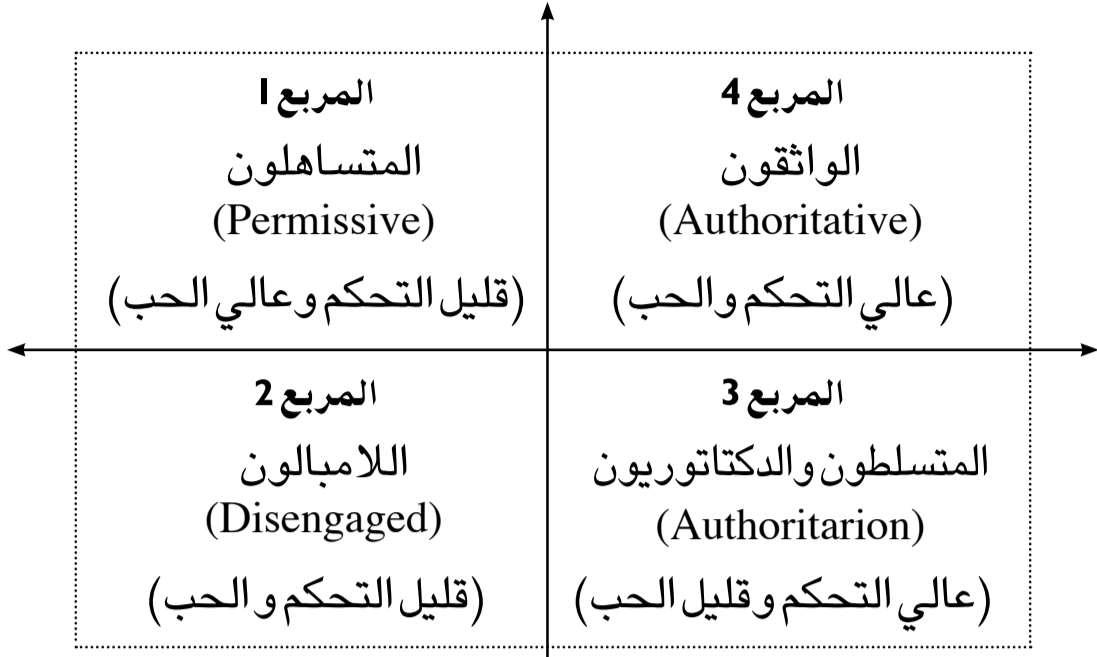 المربع 1
المتساهلون
(Permissive)
(قليل التحكم وعالي الحب)
المربع 4
الواثقون
(Authoritative)
(عالي التحكم والحب)
المربع 2
اللامبالون
(Disengaged)
(قليل التحكم والحب)
المربع 3
المتسلطون والدكتاتوريون
(Authoritarion)
(عالي التحكم وقليل الحب)